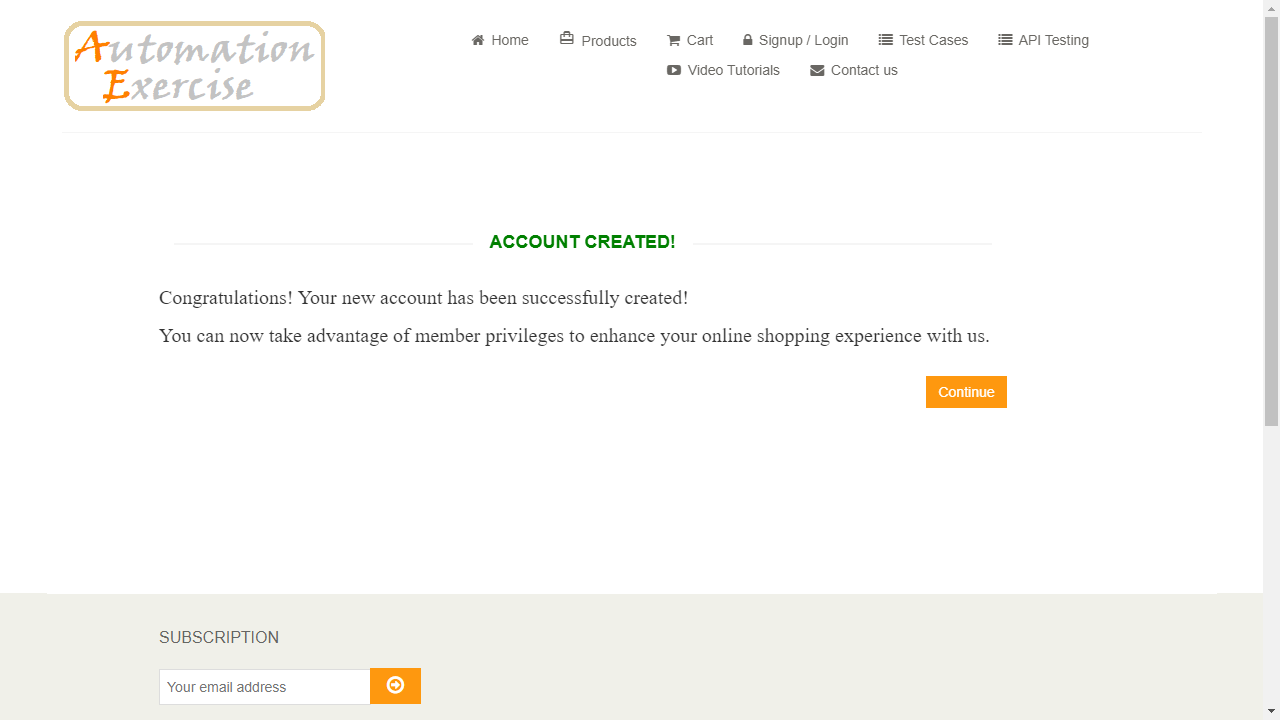 Automation
Exercise
Home
Products
Cart
Signup / Login
Test Cases
API Testing
Video Tutorials
Contact us
ACCOUNT CREATED!
Congratulations! Your new account has been successfully created!
You can now take advantage of member privileges to enhance your online shopping experience with us.
Continue
SUBSCRIPTION
Your email address